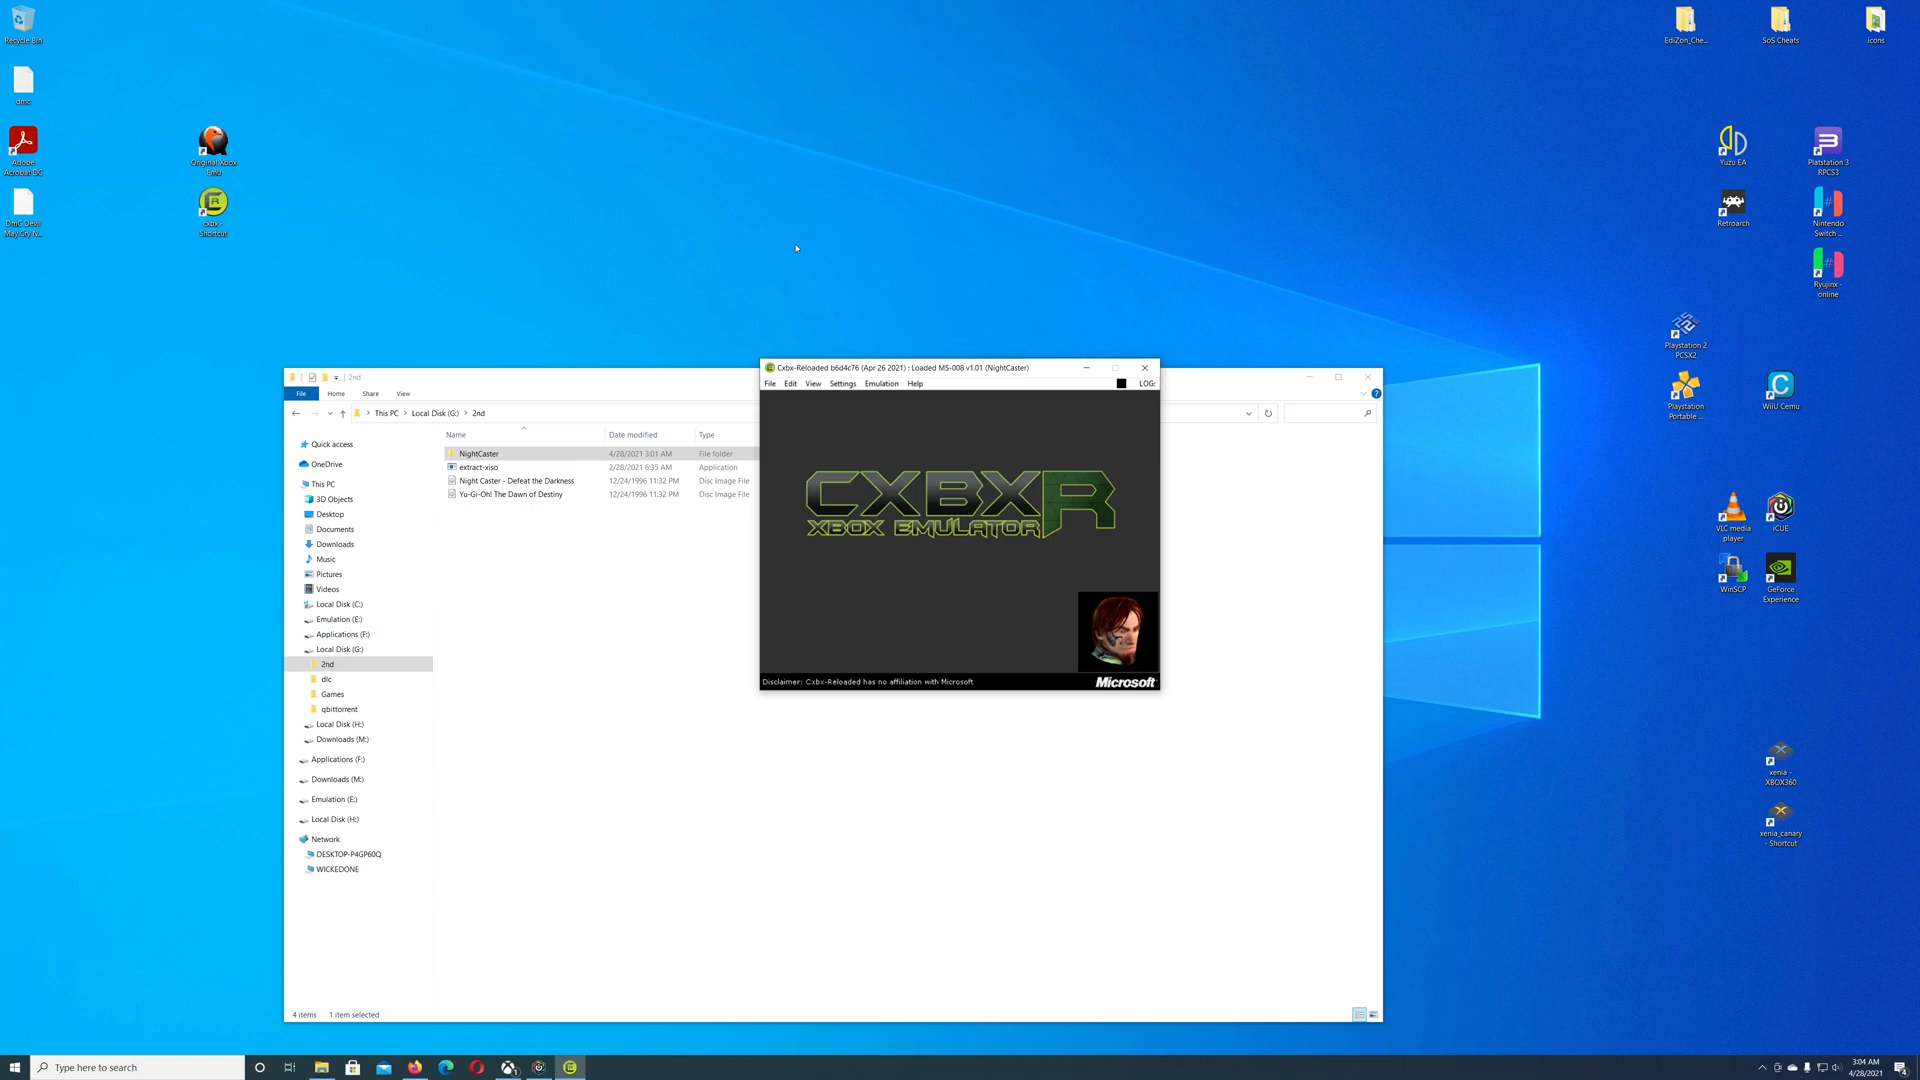 Recycle Bin
dmc
Adobe
Acrobat DC
DmC Devil
May Cry N...
Original Xbox
Emu
cxbx -
Shortcut
EdiZon_Che...
SoS Cheats
icons
Yuzu EA
Platstation 3
RPCS3
Retroarch
Nintendo
Switch ...
Ryujinx -
online
Playstation 2
PCSX2
Playstation
Portable ...
WiiU Cemu
VLC media
player
iCUE
WinSCP
GeForce
Experience
xenia -
XBOX360
xenia_canary
- Shortcut
2nd
File
Home
Share
View
This PC
Local Disk (G:)
2nd
Name
Date modified
Type
NightCaster
4/28/2021 3:01 AM
File folder
extract-xiso
2/28/2021 6:35 AM
Application
Night Caster - Defeat the Darkness
12/24/1996 11:32 PM
Disc Image File
Yu-Gi-Oh! The Dawn of Destiny
12/24/1996 11:32 PM
Disc Image File
Quick access
OneDrive
This PC
3D Objects
Desktop
Documents
Downloads
Music
Pictures
Videos
Local Disk (C:)
Emulation (E:)
Applications (F:)
Local Disk (G:)
2nd
dlc
Games
qbittorrent
Local Disk (H:)
Downloads (M:)
Applications (F:)
Downloads (M:)
Emulation (E:)
Local Disk (H:)
Network
DESKTOP-P4GP60Q
WICKEDONE
4 items
1 item selected
Cxbx-Reloaded b6d4c76 (Apr 26 2021) : Loaded MS-008 v1.01 (NightCaster)
File
Edit
View
Settings
Emulation
Help
LOG:
CXBXR
XBOX EMULATOR
Disclaimer: Cxbx-Reloaded has no affiliation with Microsoft
Microsoft
Type here to search
3:04 AM
4/28/2021